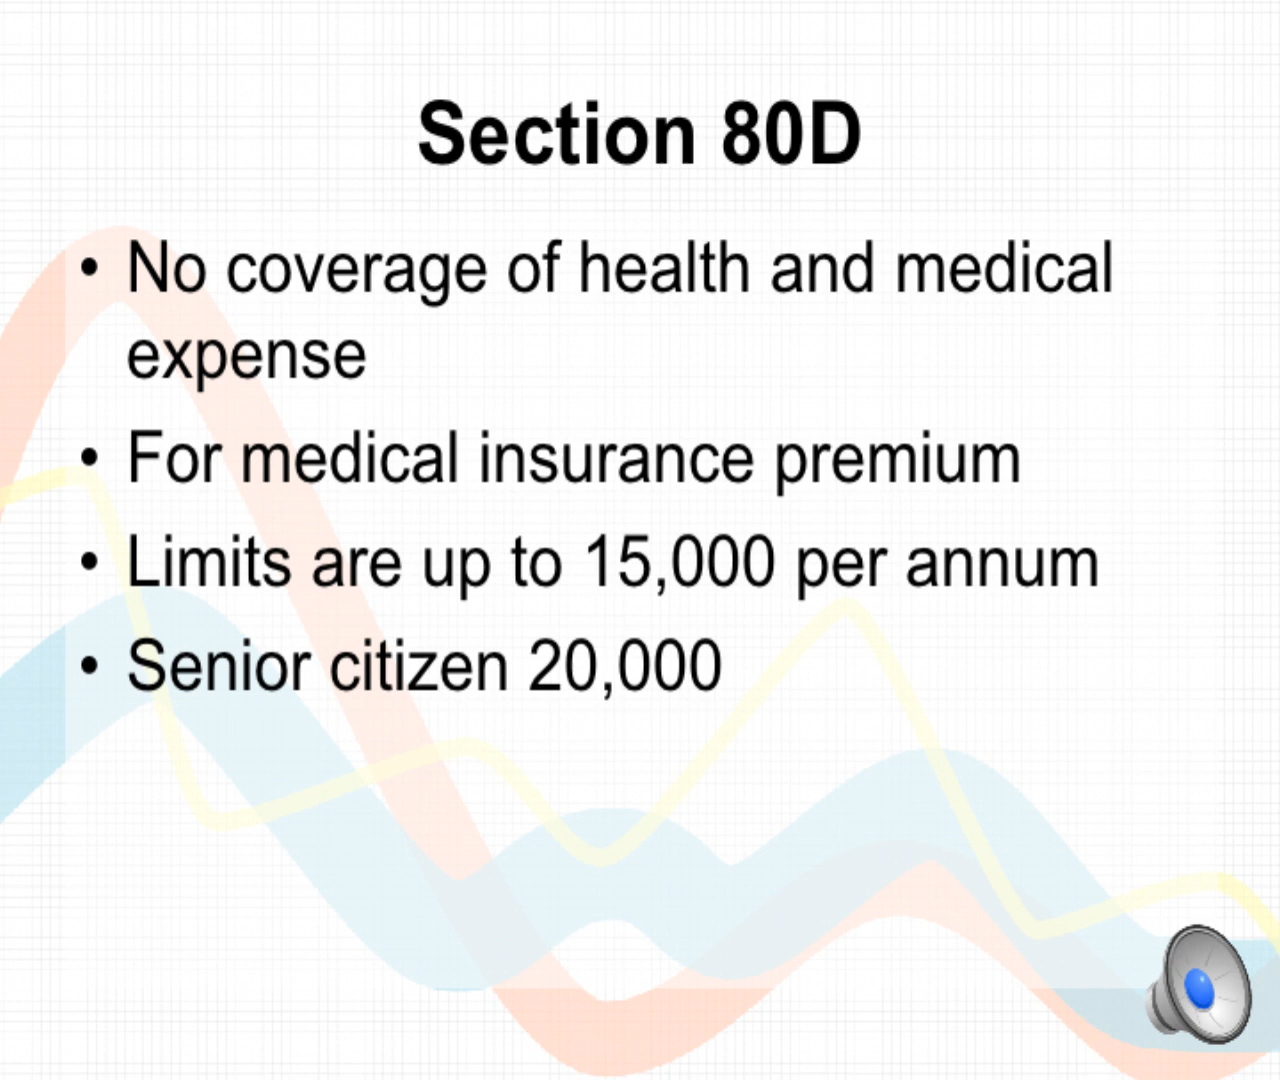 Section 80D
• No coverage of health and medical
expense
• For medical insurance premium
• Limits are up to 15,000 per annum
• Senior citizen 20,000